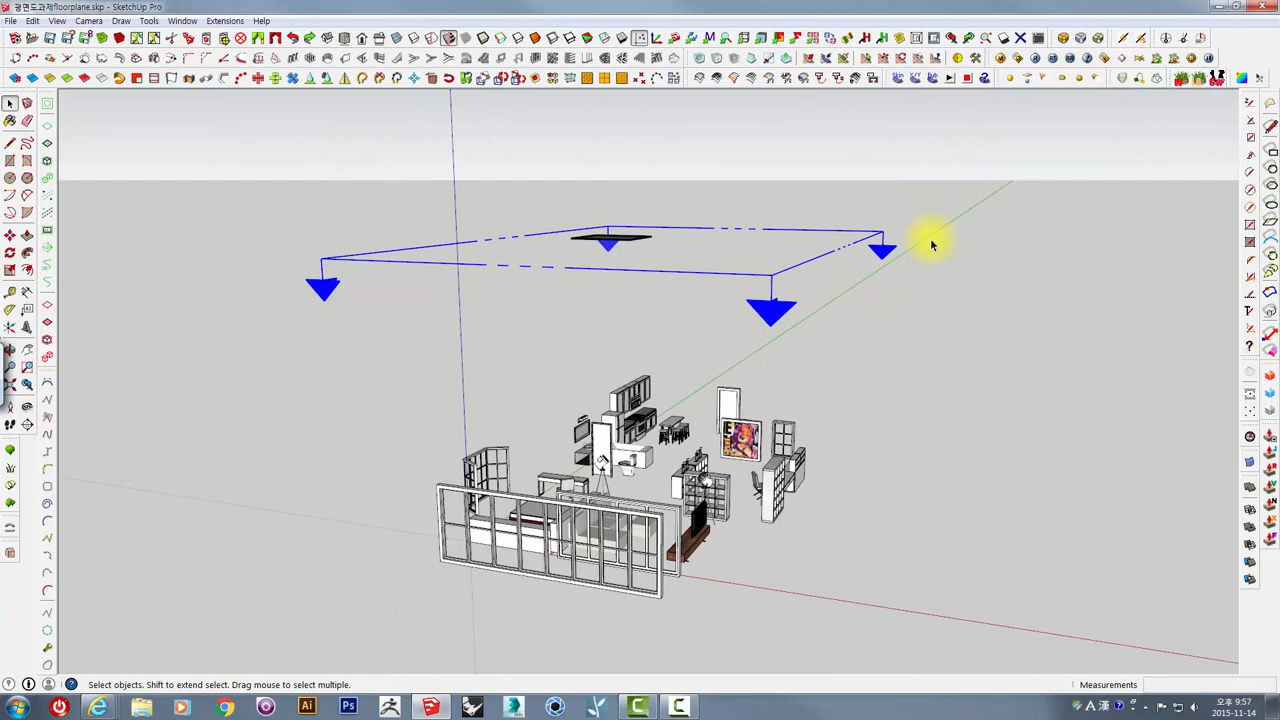 평면도과제floorplane.skp - SketchUp Pro
File Edit View Camera Draw Tools Window Extensions Help
Select objects. Shift to extend select. Drag mouse to select multiple.
Measurements
오후 9:57
2015-11-14